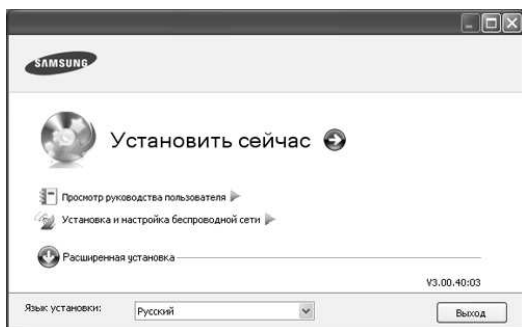 SAMSUNG
Установить сейчас
Просмотр руководства пользователя
Установка и настройка беспроводной сети
Расширенная установка
V3.00.40:03
Язык установки: Русский Выход